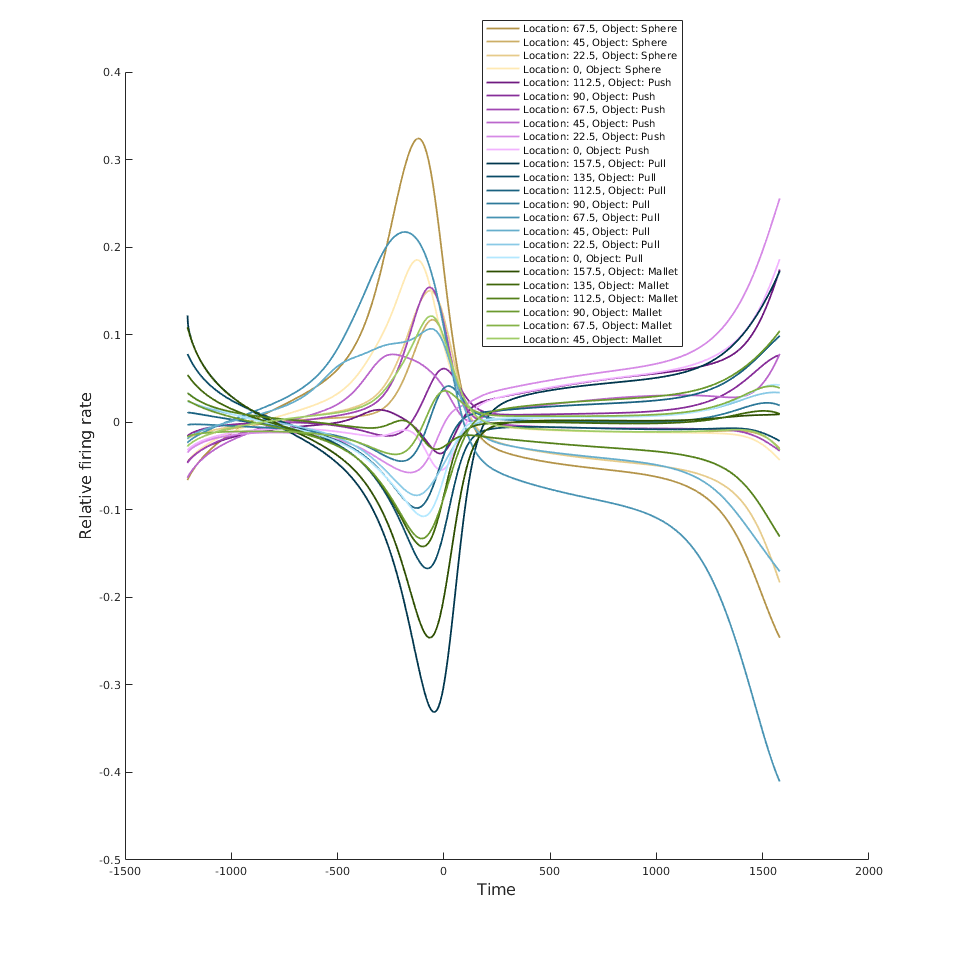 Location: 67.5, Object: Sphere
Location: 45, Object: Sphere
Location: 22.5, Object: Sphere
Location: 0, Object: Sphere
Location: 112.5, Object: Push
Location: 90, Object: Push
Location: 67.5, Object: Push
Location: 45, Object: Push
Location: 22.5, Object: Push
Location: 0, Object: Push
Location: 157.5, Object: Pull
Location: 135, Object: Pull
Location: 112.5, Object: Pull
Location: 90, Object: Pull
Location: 67.5, Object: Pull
Location: 45, Object: Pull
Location: 22.5, Object: Pull
Location: 0, Object: Pull
Location: 157.5, Object: Mallet
Location: 135, Object: Mallet
Location: 112.5, Object: Mallet
Location: 90, Object: Mallet
Location: 67.5, Object: Mallet
Location: 45, Object: Mallet
0.4
0.3
0.2
0.1
0
-0.1
-0.2
-0.3
-0.4
-0.5
Relative firing rate
-1500
-1000
-500
0
500
1000
1500
2000
Time